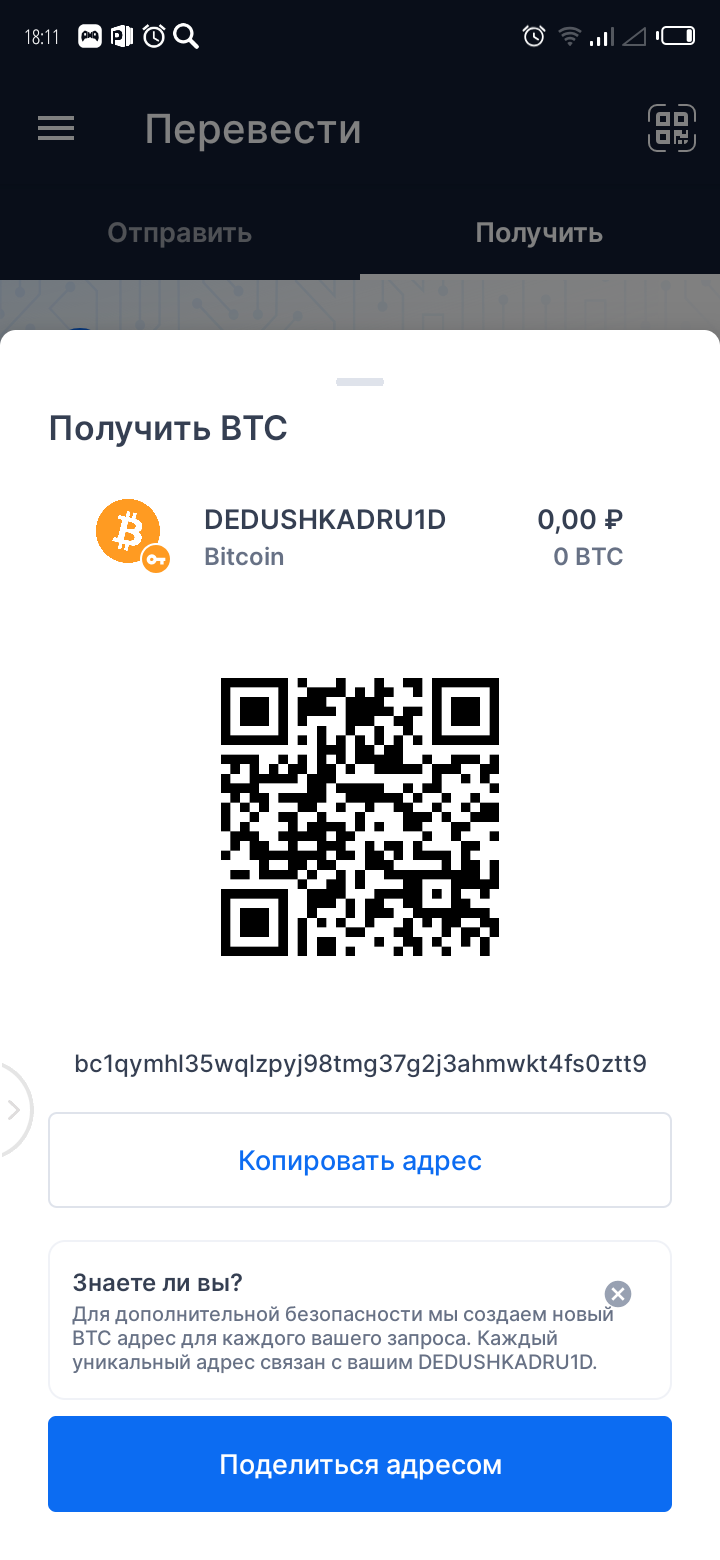 18:11
Перевести
Отправить
Получить
Получить BTC
DEDUSHKADRU1D
0,00 ₽
Bitcoin
0 BTC
bc1qymhl35wqlzpyj98tmg37g2j3ahmwkt4fs0ztt9
Копировать адрес
Знаете ли вы?
Для дополнительной безопасности мы создаем новый
BTC адрес для каждого вашего запроса. Каждый
уникальный адрес связан с вашим DEDUSHKADRU1D.
Поделиться адресом